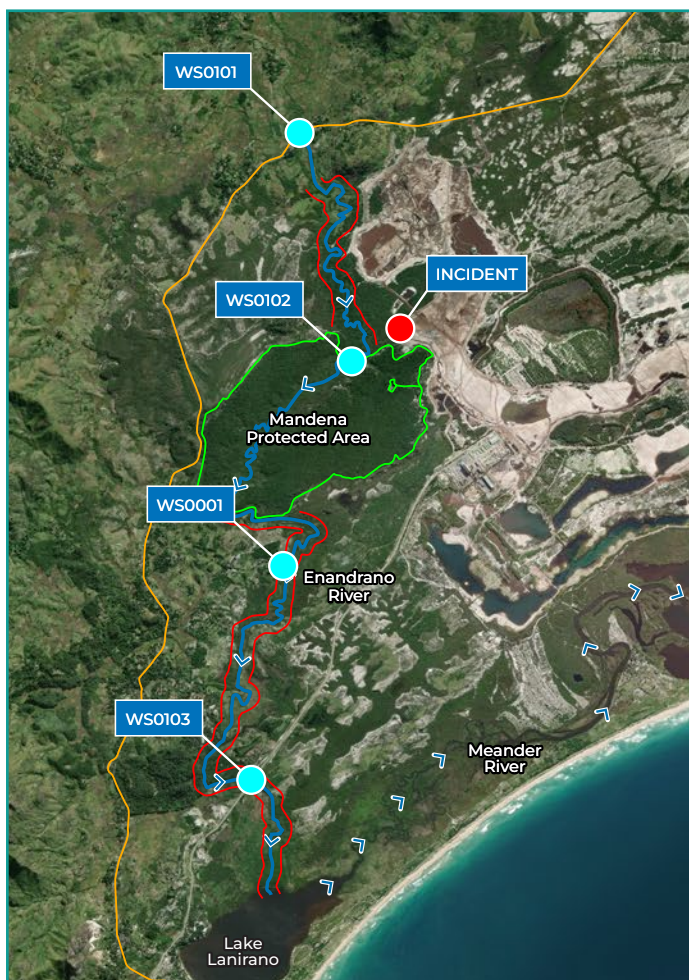 WS0101
INCIDENT
WS0102
Mandena
Protected Area
WS0001
Enandrano
River
WS0103
Meander
River
Lake
Lanirano